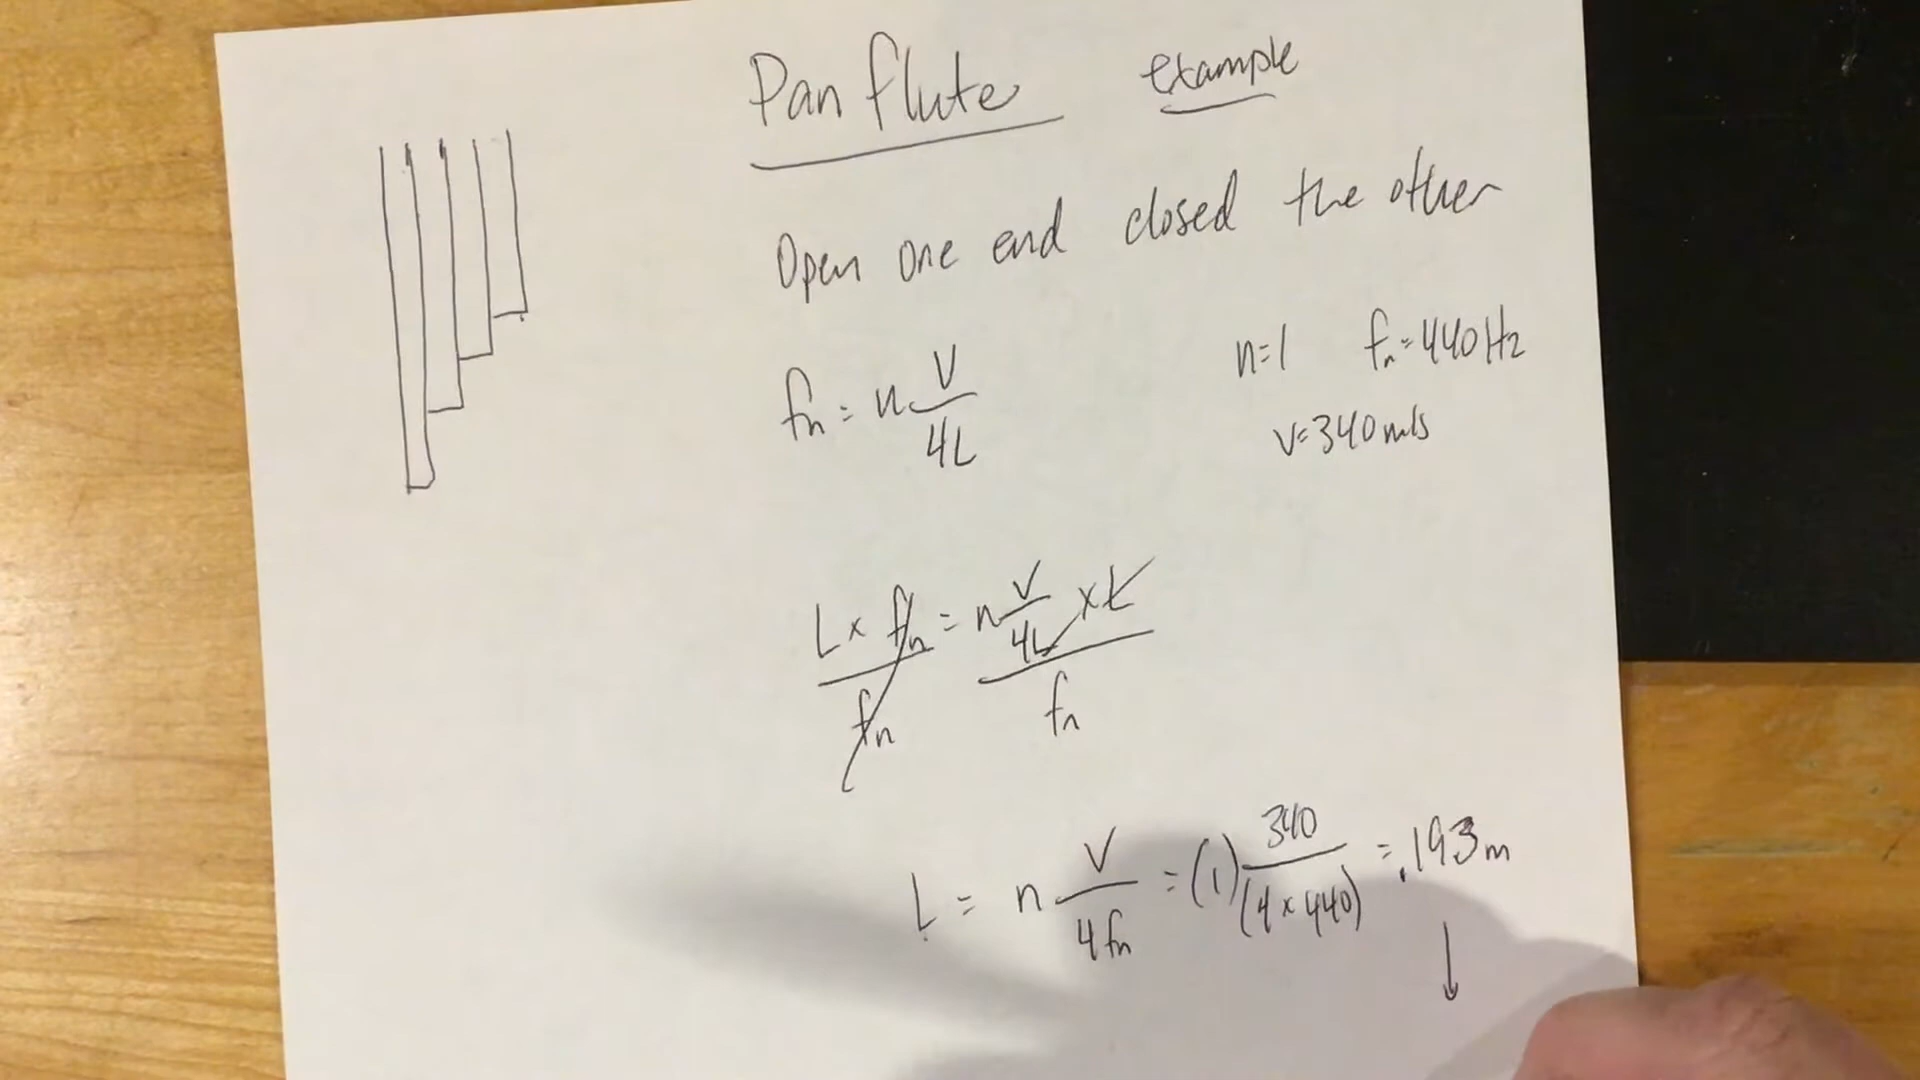 Pan flute example
Open one end closed the other
fn = n V/4L
n=1 fn=440Hz
V=340m/s
L x fn/fn = n V/4L x L/fn
L = n V/4fn = (1) 340/(4 x 440) = .193m